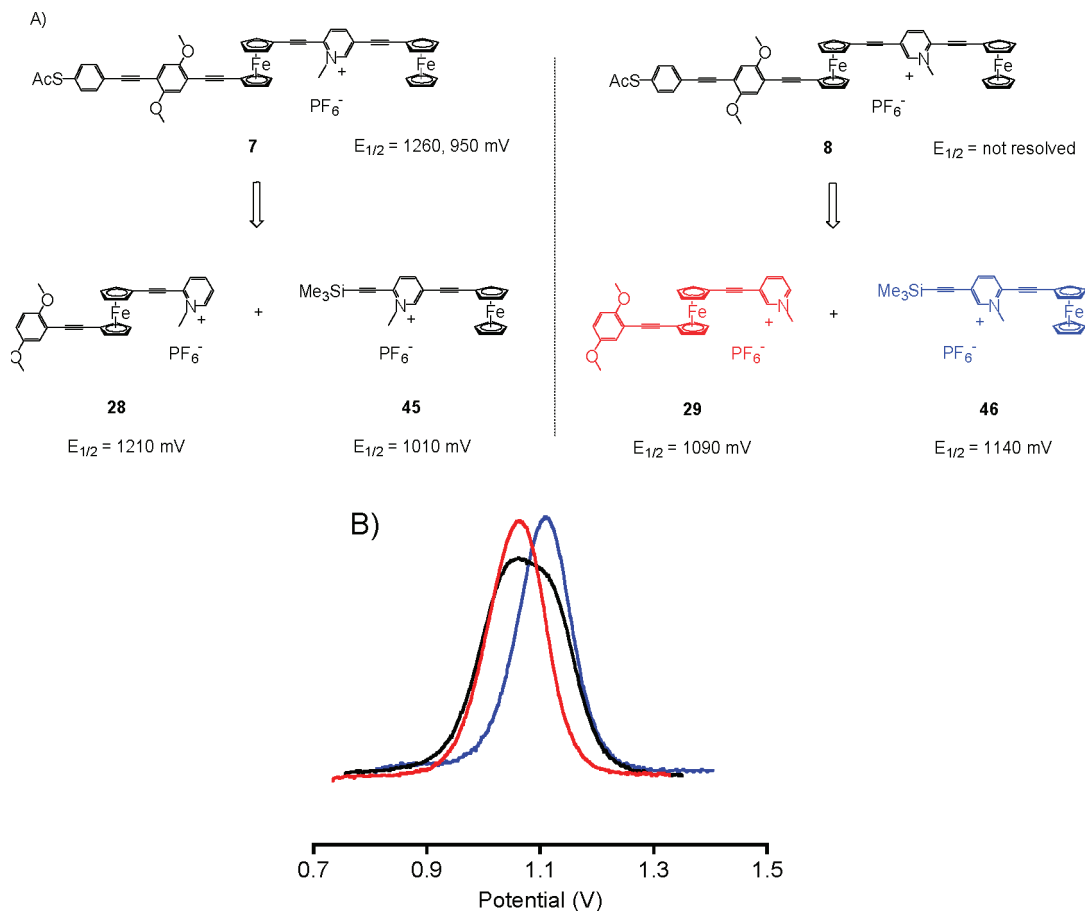 A)
Fe
N
+
Fe
O
O
AcS
PF6-
7
E1/2 = 1260, 950 mV
Fe
N
+
Fe
O
O
AcS
PF6-
8
E1/2 = not resolved
O
O
Fe
N
+
PF6-
28
E1/2 = 1210 mV
+
Me3Si
N
+
Fe
PF6-
45
E1/2 = 1010 mV
O
O
Fe
N
+
PF6-
29
E1/2 = 1090 mV
+
Me3Si
N
+
Fe
PF6-
46
E1/2 = 1140 mV
B)
0.7 0.9 1.1 1.3 1.5
Potential (V)